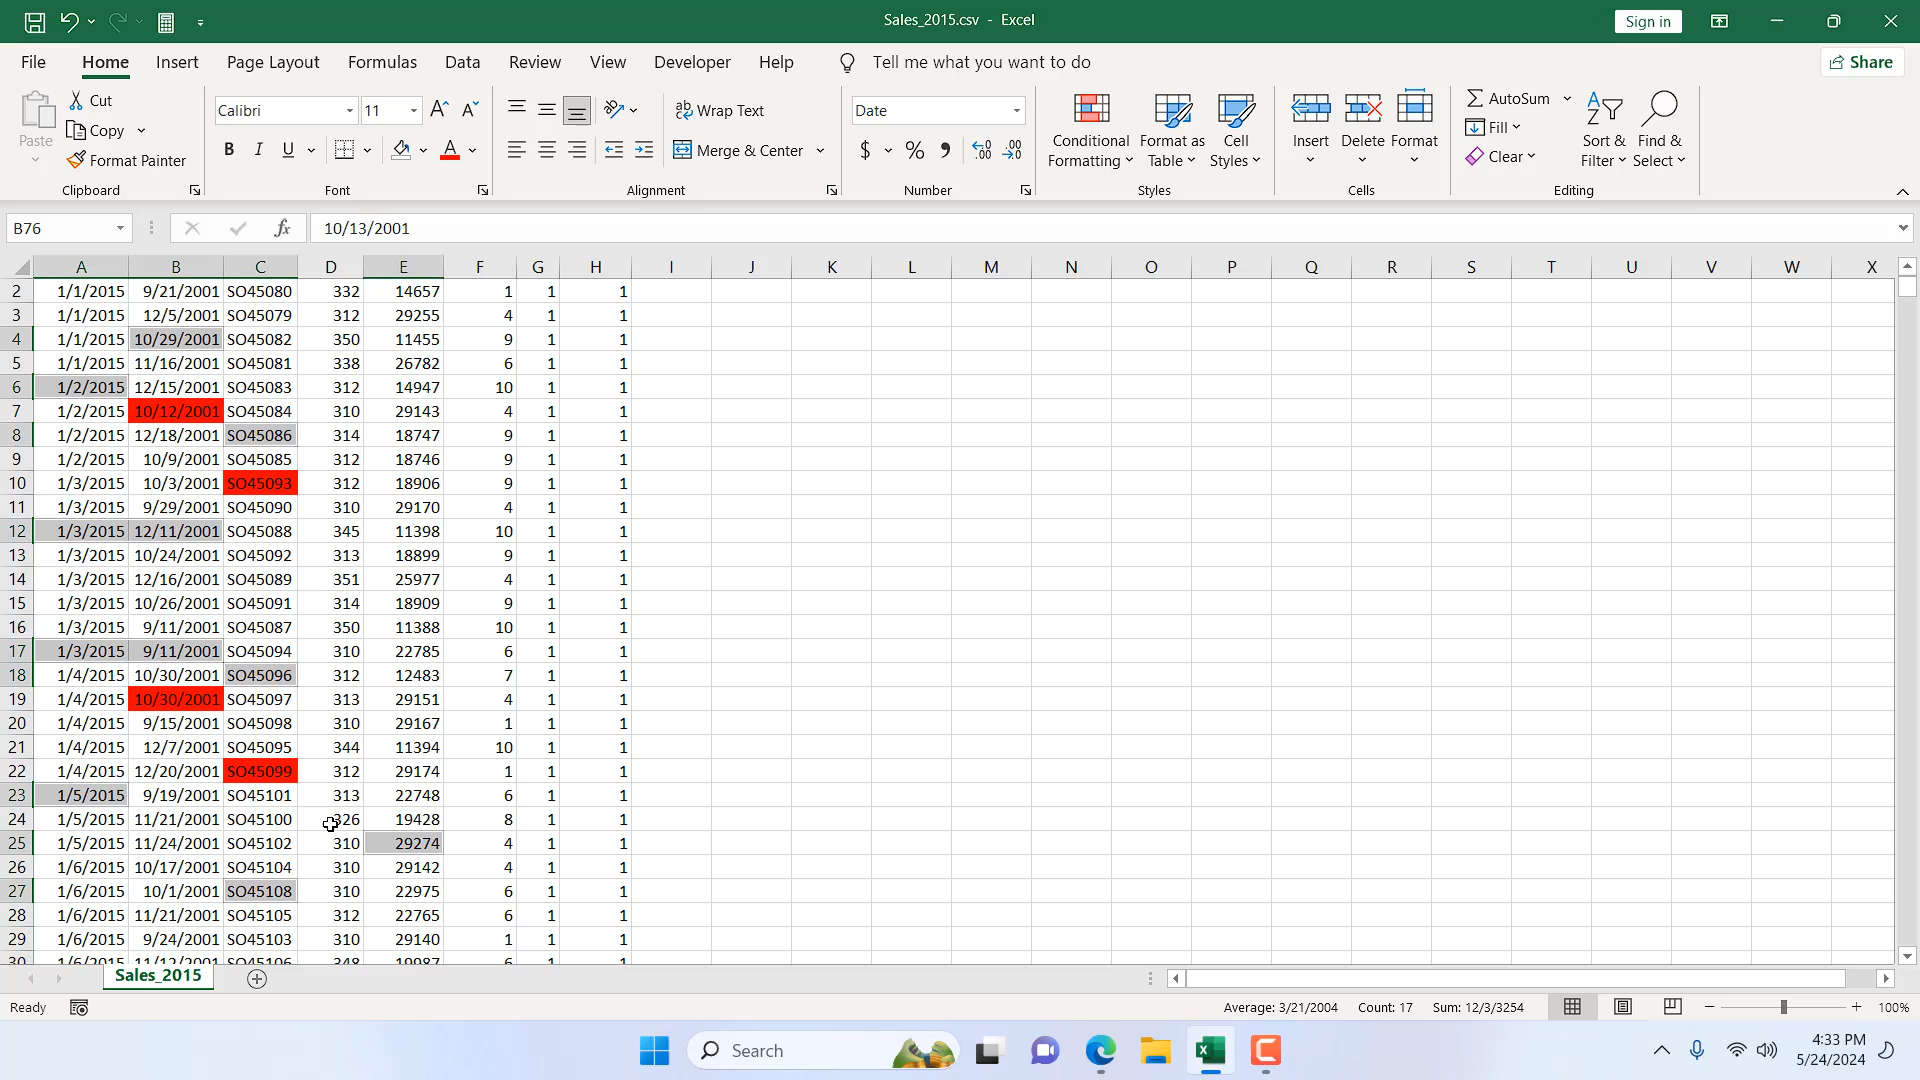 Sales_2015.csv - Excel
Sign in
File Home Insert Page Layout Formulas Data Review View Developer Help Tell me what you want to do Share
Paste
Cut
Copy
Format Painter
Clipboard
Calibri 11
B I U
Font
Wrap Text
Merge & Center
Alignment
Date
$ % ,
Number
Conditional Formatting
Format as Table
Cell Styles
Styles
Insert Delete Format
Cells
AutoSum
Fill
Clear
Sort & Filter
Find & Select
Editing
B76 fx 10/13/2001
A B C D E F G H I J K L M N O P Q R S T U V W X
2 1/1/2015 9/21/2001 SO45080 332 14657 1 1 1
3 1/1/2015 12/5/2001 SO45079 312 29255 4 1 1
4 1/1/2015 10/29/2001 SO45082 350 11455 9 1 1
5 1/1/2015 11/16/2001 SO45081 338 26782 6 1 1
6 1/2/2015 12/15/2001 SO45083 312 14947 10 1 1
7 1/2/2015 10/12/2001 SO45084 310 29143 4 1 1
8 1/2/2015 12/18/2001 SO45086 314 18747 9 1 1
9 1/2/2015 10/9/2001 SO45085 312 18746 9 1 1
10 1/3/2015 10/3/2001 SO45093 312 18906 9 1 1
11 1/3/2015 9/29/2001 SO45090 310 29170 4 1 1
12 1/3/2015 12/11/2001 SO45088 345 11398 10 1 1
13 1/3/2015 10/24/2001 SO45092 313 18899 9 1 1
14 1/3/2015 12/16/2001 SO45089 351 25977 4 1 1
15 1/3/2015 10/26/2001 SO45091 314 18909 9 1 1
16 1/3/2015 9/11/2001 SO45087 350 11388 10 1 1
17 1/3/2015 9/11/2001 SO45094 310 22785 6 1 1
18 1/4/2015 10/30/2001 SO45096 312 12483 7 1 1
19 1/4/2015 10/30/2001 SO45097 313 29151 4 1 1
20 1/4/2015 9/15/2001 SO45098 310 29167 1 1 1
21 1/4/2015 12/7/2001 SO45095 344 11394 10 1 1
22 1/4/2015 12/20/2001 SO45099 312 29174 1 1 1
23 1/5/2015 9/19/2001 SO45101 313 22748 6 1 1
24 1/5/2015 11/21/2001 SO45100 326 19428 8 1 1
25 1/5/2015 11/24/2001 SO45102 310 29274 4 1 1
26 1/6/2015 10/17/2001 SO45104 310 29142 4 1 1
27 1/6/2015 10/1/2001 SO45108 310 22975 6 1 1
28 1/6/2015 11/21/2001 SO45105 312 22765 6 1 1
29 1/6/2015 9/24/2001 SO45103 310 29140 1 1 1
30 1/6/2015 11/12/2001 SO45106 348 19987 6 1 1
Sales_2015
Ready Average: 3/21/2004 Count: 17 Sum: 12/3/3254 100%
Search
4:33 PM
5/24/2024